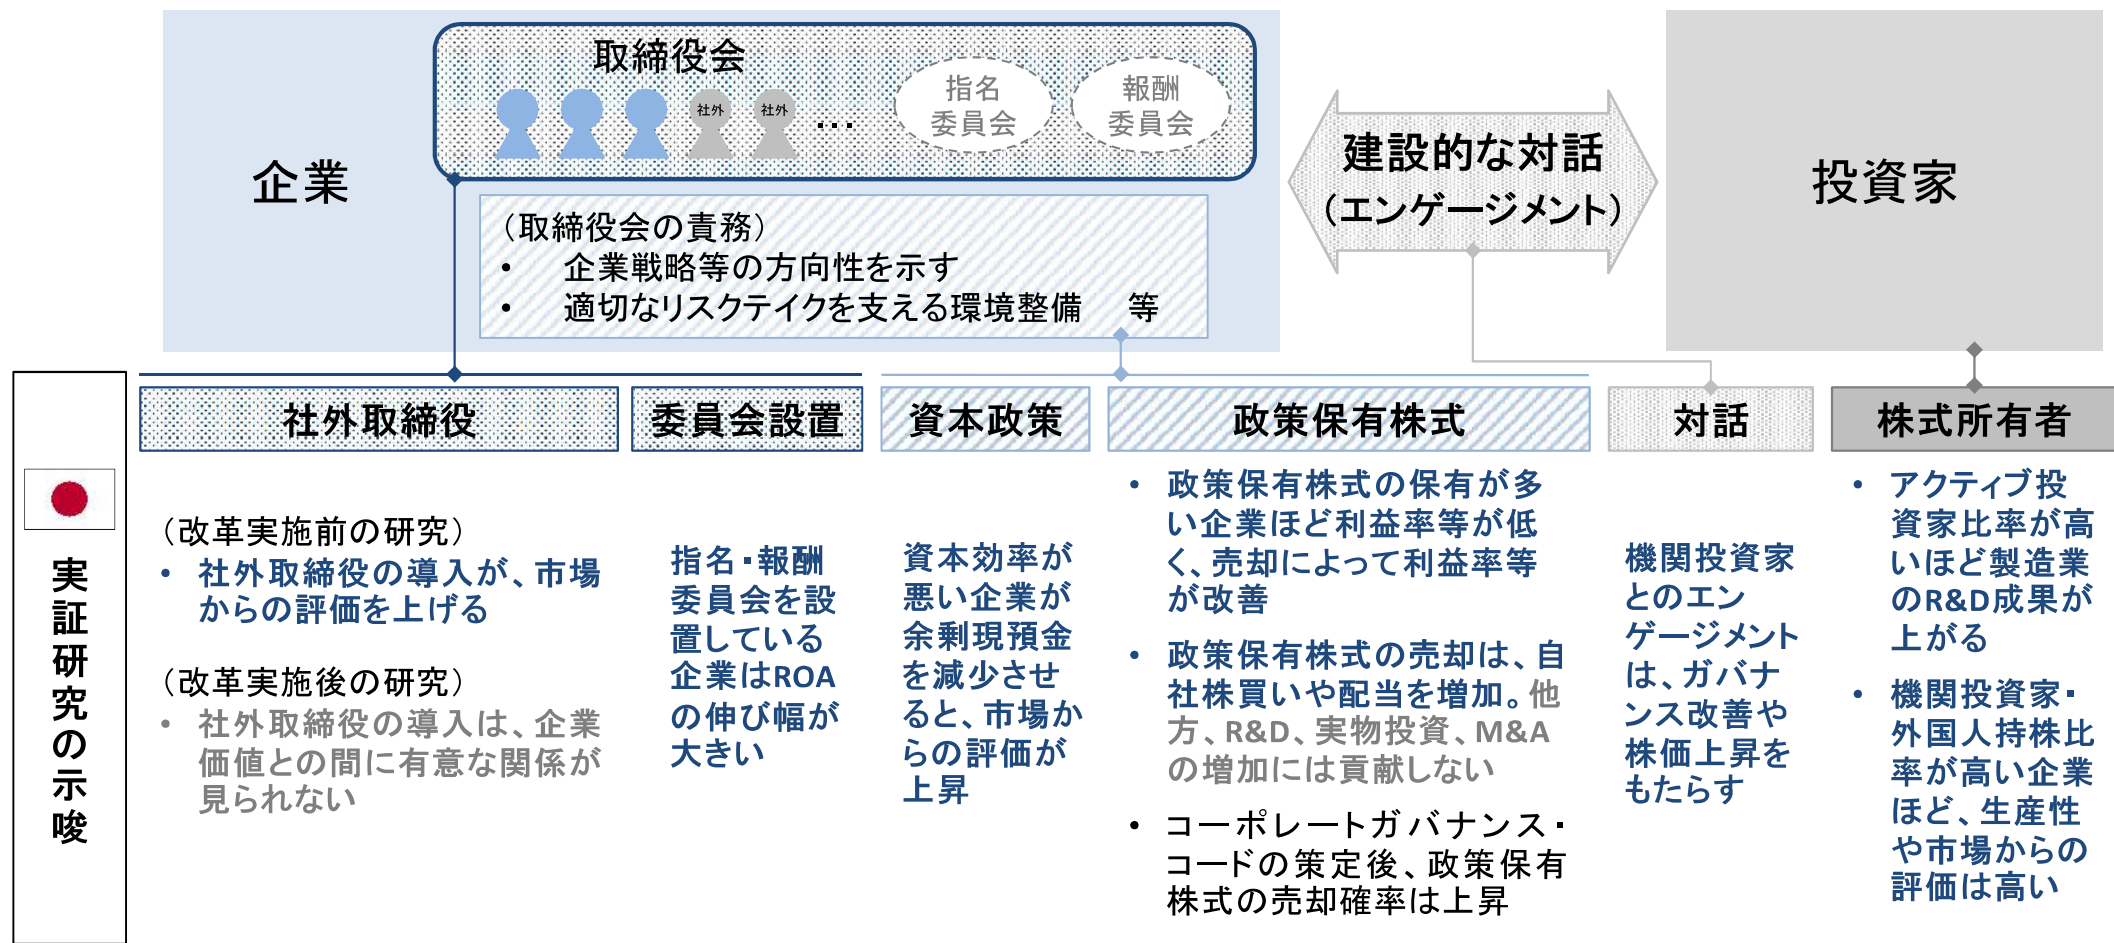 企業
取締役会
社外
社外
…
指名
委員会
報酬
委員会
（取締役会の責務）
• 企業戦略等の方向性を示す
• 適切なリスクテイクを支える環境整備　等
建設的な対話
（エンゲージメント）
投資家
実証研究の示唆
社外取締役
（改革実施前の研究）
• 社外取締役の導入が、市場
からの評価を上げる
（改革実施後の研究）
• 社外取締役の導入は、企業
価値との間に有意な関係が
見られない
委員会設置
指名・報酬
委員会を設
置している
企業はROA
の伸び幅が
大きい
資本政策
資本効率が
悪い企業が
余剰現預金
を減少させ
ると、市場か
らの評価が
上昇
政策保有株式
• 政策保有株式の保有が多
い企業ほど利益率等が低
く、売却によって利益率等
が改善
• 政策保有株式の売却は、自
社株買いや配当を増加。他
方、R&D、実物投資、M&A
の増加には貢献しない
• コーポレートガバナンス・
コードの策定後、政策保有
株式の売却確率は上昇
対話
機関投資家
とのエン
ゲージメント
は、ガバナ
ンス改善や
株価上昇を
もたらす
株式所有者
• アクティブ投
資家比率が高
いほど製造業
のR&D成果が
上がる
• 機関投資家・
外国人持株比
率が高い企業
ほど、生産性
や市場からの
評価は高い